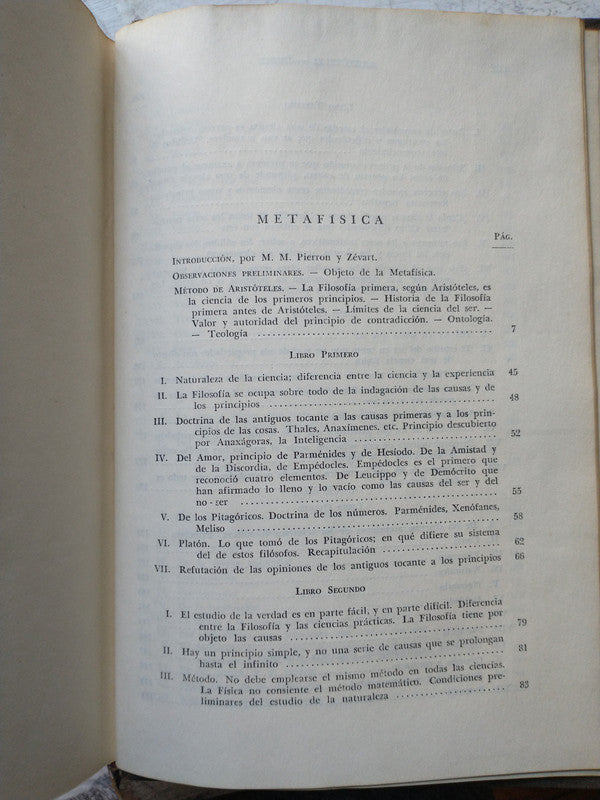 METAFÍSICA
PÁG.
INTRODUCCIÓN, por M. M. Pierron y Zévart.
OBSERVACIONES PRELIMINARES. — Objeto de la Metafísica.
MÉTODO DE ARISTÓTELES. — La Filosofía primera, según Aristóteles, es
la ciencia de los primeros principios. — Historia de la Filosofía
primera antes de Aristóteles. — Límites de la ciencia del ser. —
Valor y autoridad del principio de contradicción. — Ontología.
— Teología ........................................ 7
LIBRO PRIMERO
I. Naturaleza de la ciencia; diferencia entre la ciencia y la experiencia 45
II. La Filosofía se ocupa sobre todo de la indagación de las causas y de
los principios ........................................ 48
III. Doctrina de los antiguos tocante a las causas primeras y a los prin-
cipios de las cosas. Thales, Anaxímenes, etc. Principio descubierto
por Anaxágoras, la Inteligencia ........................ 52
IV. Del Amor, principio de Parménides y de Hesíodo. De la Amistad y
de la Discordia, de Empédocles. Empédocles es el primero que
reconoció cuatro elementos. De Leucippo y de Demócrito que
han afirmado lo lleno y lo vacío como las causas del ser y del
no-ser ........................................ 55
V. De los Pitagóricos. Doctrina de los números. Parménides, Xenófanes,
Meliso ........................................ 58
VI. Platón. Lo que tomó de los Pitagóricos; en qué difiere su sistema
del de estos filósofos. Recapitulación .................... 62
VII. Refutación de las opiniones de los antiguos tocante a los principios 66
LIBRO SEGUNDO
I. El estudio de la verdad es en parte fácil, y en parte difícil. Diferencia
entre la Filosofía y las ciencias prácticas. La Filosofía tiene por
objeto las causas ........................................ 79
II. Hay un principio simple, y no una serie de causas que se prolongan
hasta el infinito ........................................ 81
III. Método. No debe emplearse el mismo método en todas las ciencias.
La Física no consiente el método matemático. Condiciones pre-
liminares del estudio de la naturaleza .................... 83